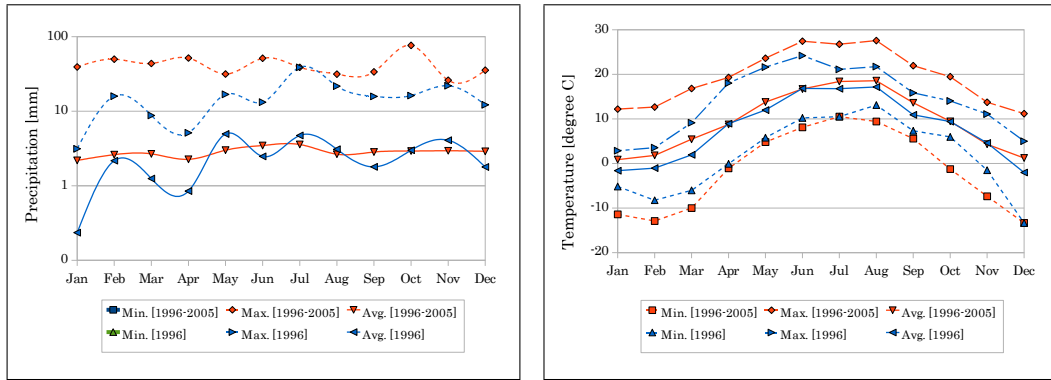 Precipitation [mm]
100
10
1
0
Jan Feb Mar Apr May Jun Jul Aug Sep Oct Nov Dec
Min. [1996-2005] Max. [1996-2005] Avg. [1996-2005]
Min. [1996] Max. [1996] Avg. [1996]
Temperature [degree C]
30
20
10
0
-10
-20
Jan Feb Mar Apr May Jun Jul Aug Sep Oct Nov Dec
Min. [1996-2005] Max. [1996-2005] Avg. [1996-2005]
Min. [1996] Max. [1996] Avg. [1996]